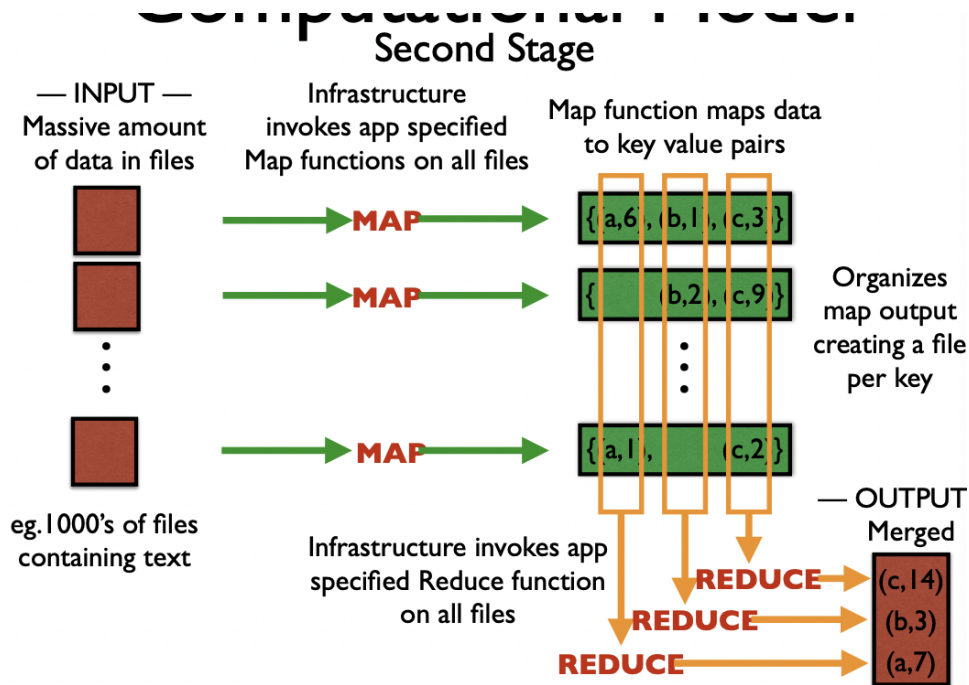 Computational Model
Second Stage
— INPUT —
Massive amount
of data in files
Infrastructure
invokes app specified
Map functions on all files
Map function maps data
to key value pairs
MAP
{(a,6), (b,1), (c,3)}
MAP
{ (b,2), (c,9)}
Organizes
map output
creating a file
per key
MAP
{(a,1), (c,2)}
eg.1000's of files
containing text
Infrastructure invokes app
specified Reduce function
on all files
— OUTPUT
Merged
REDUCE
(c,14)
REDUCE
(b,3)
REDUCE
(a,7)